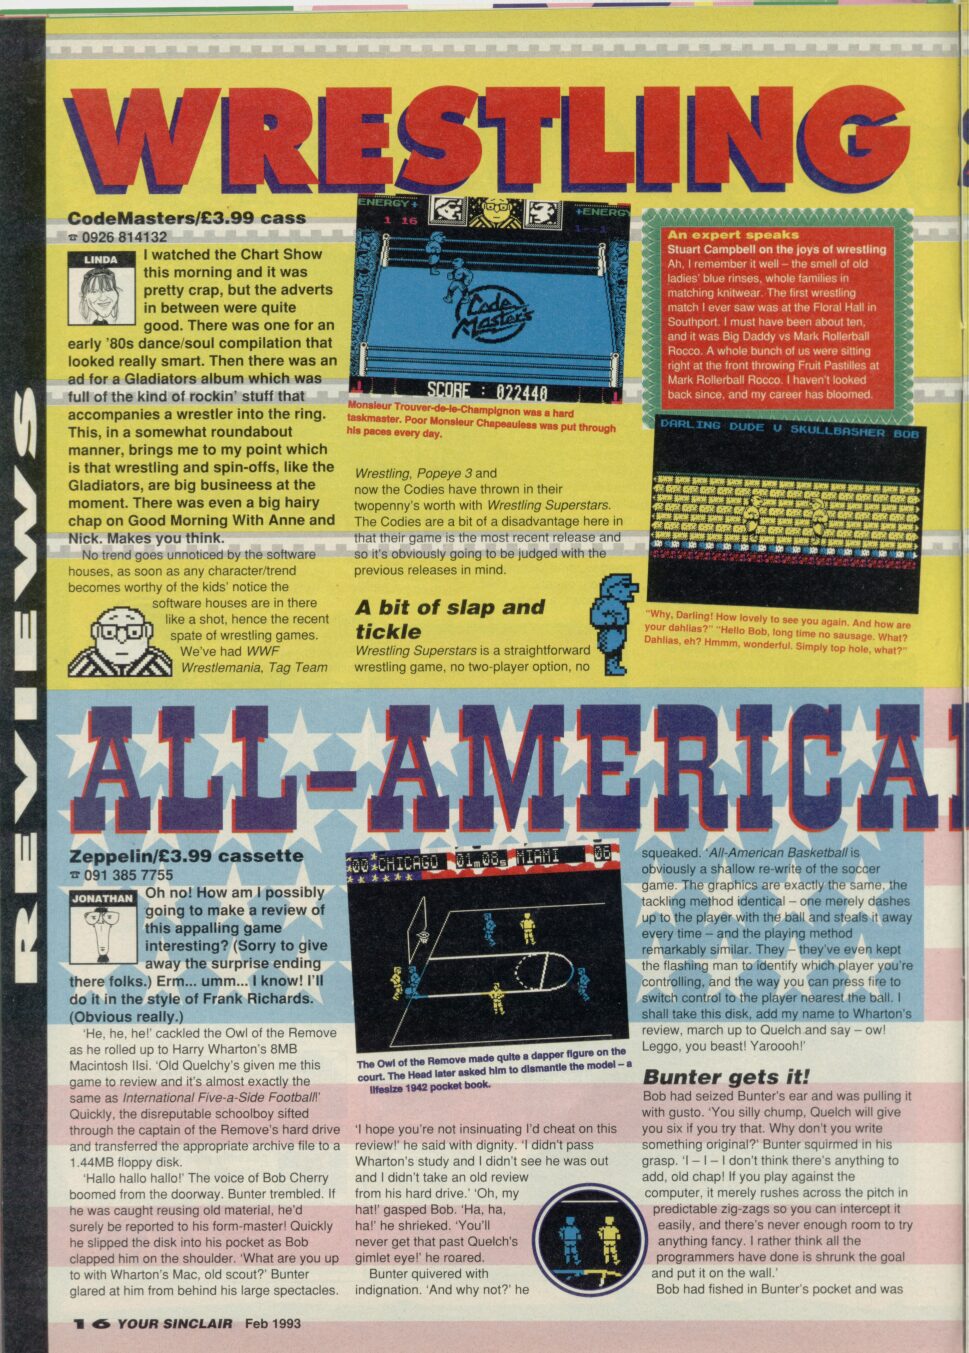 REVIEWS
WRESTLING
CodeMasters/£3.99 cass
☎ 0926 814132
LINDA
I watched the Chart Show
this morning and it was
pretty crap, but the adverts
in between were quite
good. There was one for an
early '80s dance/soul compilation that
looked really smart. Then there was an
ad for a Gladiators album which was
full of the kind of rockin' stuff that
accompanies a wrestler into the ring.
This, in a somewhat roundabout
manner, brings me to my point which
is that wrestling and spin-offs, like the
Gladiators, are big busineess at the
moment. There was even a big hairy
chap on Good Morning With Anne and
Nick. Makes you think.
No trend goes unnoticed by the software
houses, as soon as any character/trend
becomes worthy of the kids' notice the
software houses are in there
like a shot, hence the recent
spate of wrestling games.
We've had WWF
Wrestlemania, Tag Team
ENERGY+
1 16
+ENERGY
Code
Masters
SCORE : 022440
Monsieur Trouver-de-le-Champignon was a hard
taskmaster. Poor Monsieur Chapeauless was put through
his paces every day.
Wrestling, Popeye 3 and
now the Codies have thrown in their
twopenny's worth with Wrestling Superstars.
The Codies are a bit of a disadvantage here in
that their game is the most recent release and
so it's obviously going to be judged with the
previous releases in mind.
A bit of slap and
tickle
Wrestling Superstars is a straightforward
wrestling game, no two-player option, no
An expert speaks
Stuart Campbell on the joys of wrestling
Ah, I remember it well – the smell of old
ladies' blue rinses, whole families in
matching knitwear. The first wrestling
match I ever saw was at the Floral Hall in
Southport. I must have been about ten,
and it was Big Daddy vs Mark Rollerball
Rocco. A whole bunch of us were sitting
right at the front throwing Fruit Pastilles at
Mark Rollerball Rocco. I haven't looked
back since, and my career has bloomed.
DARLING DUDE V SKULLBASHER BOB
"Why, Darling! How lovely to see you again. And how are
your dahlias?" "Hello Bob, long time no sausage. What?
Dahlias, eh? Hmmm, wonderful. Simply top hole, what?"
ALL-AMERICA
Zeppelin/£3.99 cassette
☎ 091 385 7755
JONATHAN
Oh no! How am I possibly
going to make a review of
this appalling game
interesting? (Sorry to give
away the surprise ending
there folks.) Erm... umm... I know! I'll
do it in the style of Frank Richards.
(Obvious really.)
'He, he, he!' cackled the Owl of the Remove
as he rolled up to Harry Wharton's 8MB
Macintosh IIsi. 'Old Quelchy's given me this
game to review and it's almost exactly the
same as International Five-a-Side Football!'
Quickly, the disreputable schoolboy sifted
through the captain of the Remove's hard drive
and transferred the appropriate archive file to a
1.44MB floppy disk.
'Hallo hallo hallo!' The voice of Bob Cherry
boomed from the doorway. Bunter trembled. If
he was caught reusing old material, he'd
surely be reported to his form-master! Quickly
he slipped the disk into his pocket as Bob
clapped him on the shoulder. 'What are you up
to with Wharton's Mac, old scout?' Bunter
glared at him from behind his large spectacles.
00 CHICAGO 01m08s MIAMI 06
The Owl of the Remove made quite a dapper figure on the
court. The Head later asked him to dismantle the model – a
lifesize 1942 pocket book.
'I hope you're not insinuating I'd cheat on this
review!' he said with dignity. 'I didn't pass
Wharton's study and I didn't see he was out
and I didn't take an old review
from his hard drive.' 'Oh, my
hat!' gasped Bob. 'Ha, ha,
ha!' he shrieked. 'You'll
never get that past Quelch's
gimlet eye!' he roared.
Bunter quivered with
indignation. 'And why not?' he
squeaked. 'All-American Basketball is
obviously a shallow re-write of the soccer
game. The graphics are exactly the same, the
tackling method identical – one merely dashes
up to the player with the ball and steals it away
every time – and the playing method
remarkably similar. They – they've even kept
the flashing man to identify which player you're
controlling, and the way you can press fire to
switch control to the player nearest the ball. I
shall take this disk, add my name to Wharton's
review, march up to Quelch and say – ow!
Leggo, you beast! Yaroooh!'
Bunter gets it!
Bob had seized Bunter's ear and was pulling it
with gusto. 'You silly chump, Quelch will give
you six if you try that. Why don't you write
something original?' Bunter squirmed in his
grasp. 'I – I – I don't think there's anything to
add, old chap! If you play against the
computer, it merely rushes across the pitch in
predictable zig-zags so you can intercept it
easily, and there's never enough room to try
anything fancy. I rather think all the
programmers have done is shrunk the goal
and put it on the wall.'
Bob had fished in Bunter's pocket and was
16 YOUR SINCLAIR Feb 1993